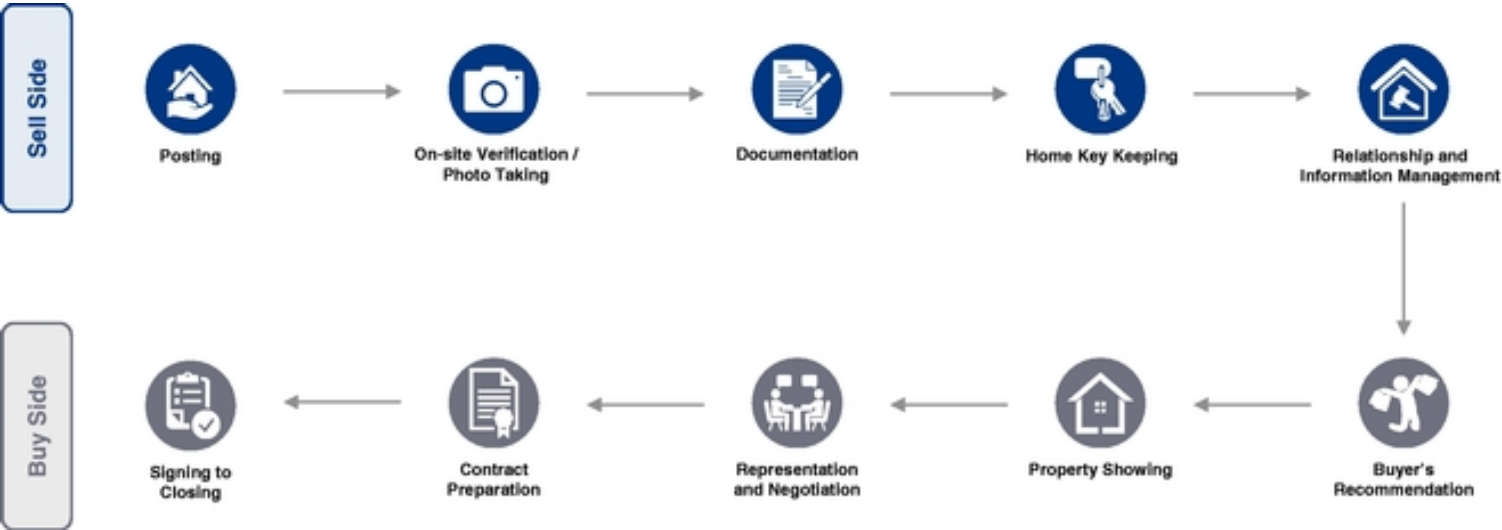 Sell Side
Posting
On-site Verification /
Photo Taking
Documentation
Home Key Keeping
Relationship and
Information Management
Buy Side
Signing to
Closing
Contract
Preparation
Representation
and Negotiation
Property Showing
Buyer's
Recommendation